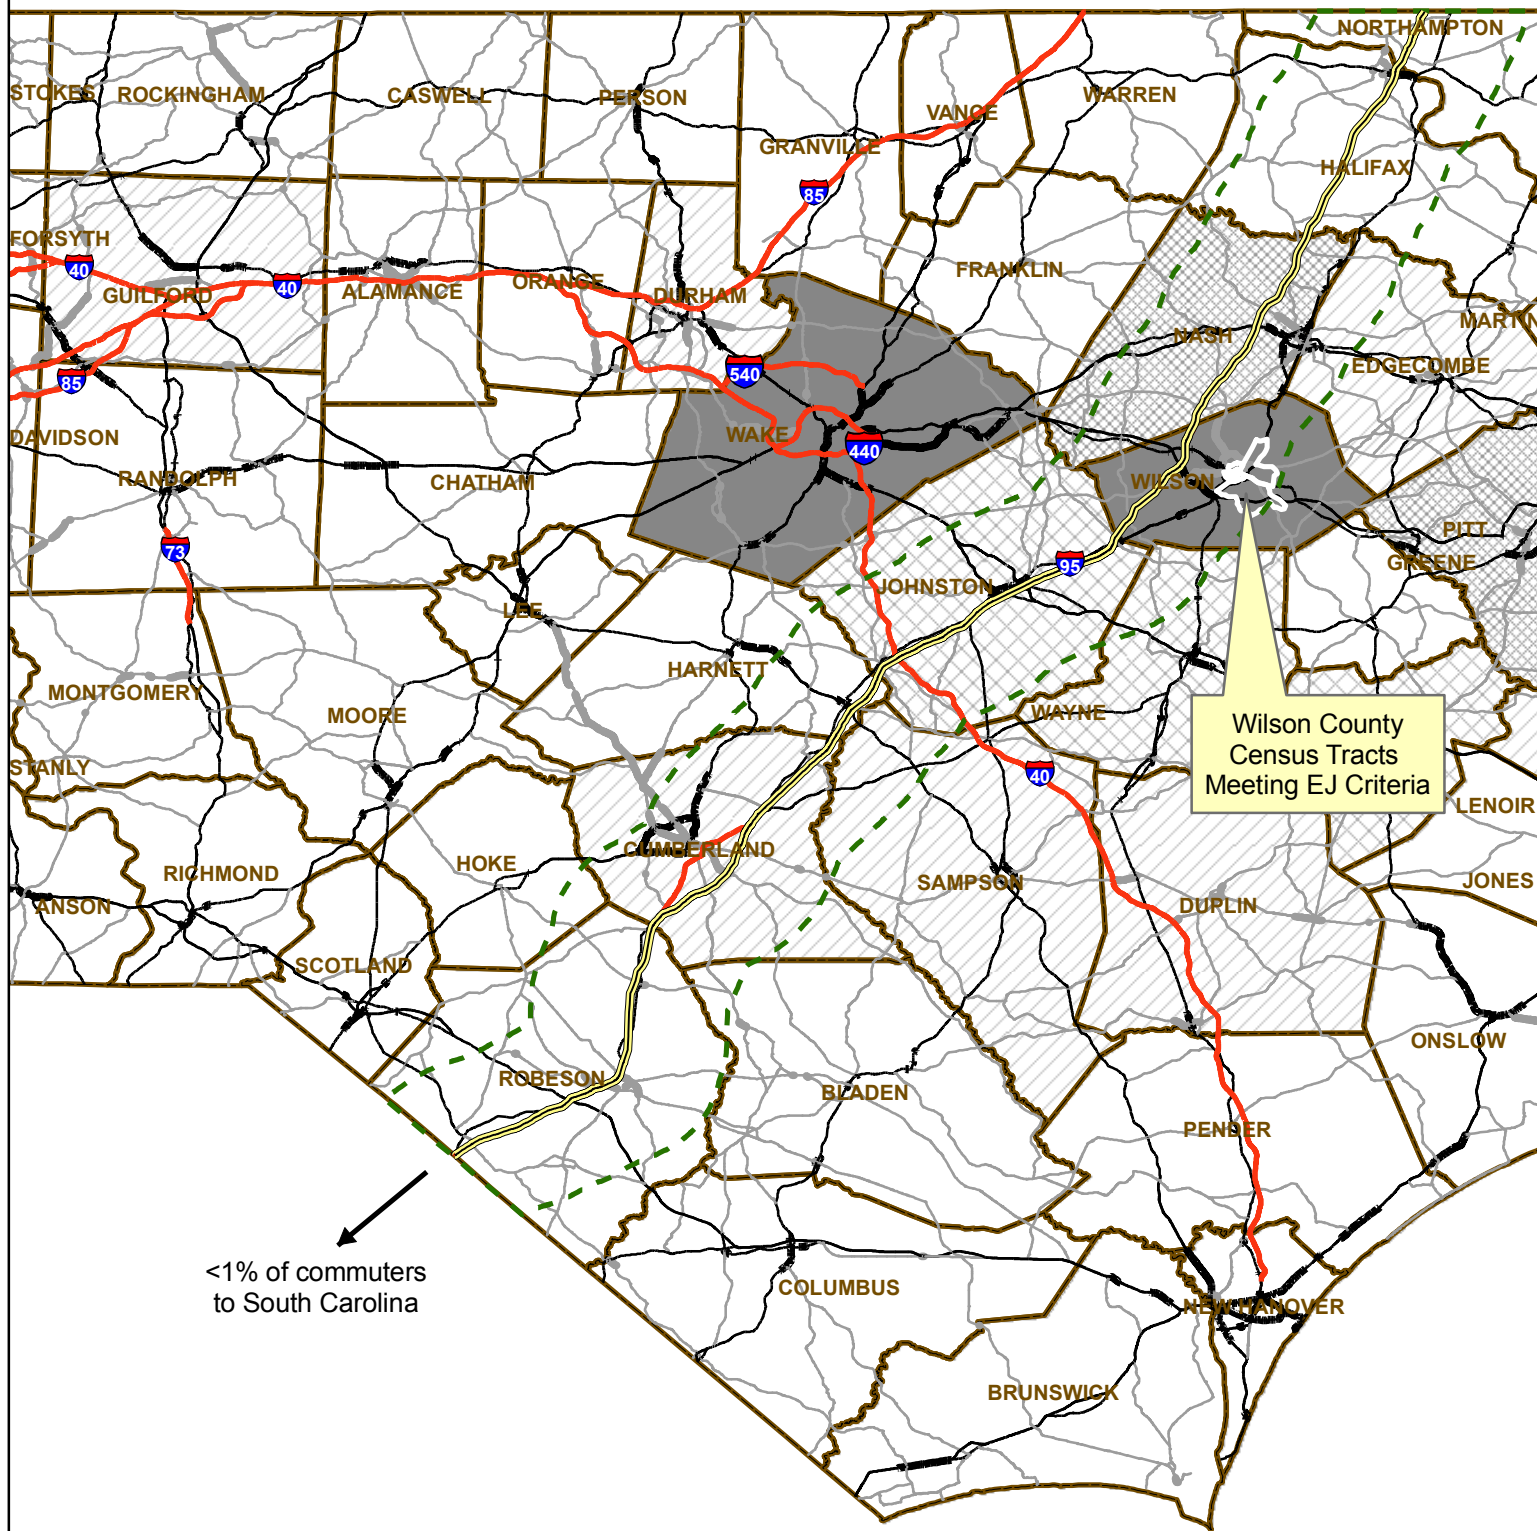 NORTHAMPTON
STOKES
ROCKINGHAM
CASWELL
PERSON
WARREN
VANCE
GRANVILLE
HALIFAX
85
FORSYTH
40
FRANKLIN
GUILFORD
40
ALAMANCE
ORANGE
DURHAM
MARTIN
NASH
EDGECOMBE
540
85
DAVIDSON
WAKE
440
RANDOLPH
CHATHAM
WILSON
PITT
73
95
GREENE
JOHNSTON
LEE
HARNETT
MONTGOMERY
MOORE
WAYNE
Wilson County
Census Tracts
Meeting EJ Criteria
STANLY
40
LENOIR
CUMBERLAND
HOKE
RICHMOND
SAMPSON
JONES
ANSON
DUPLIN
SCOTLAND
ONSLOW
ROBESON
BLADEN
PENDER
<1% of commuters
to South Carolina
COLUMBUS
NEW HANOVER
BRUNSWICK